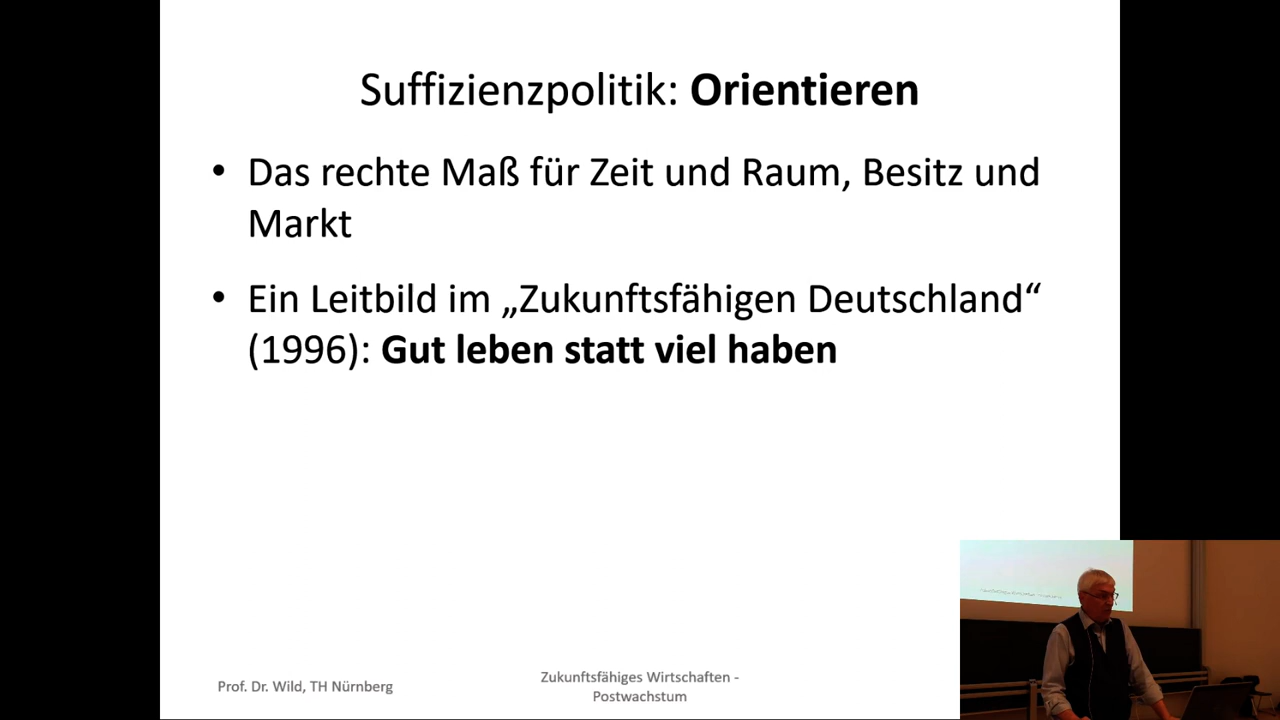 Suffizienzpolitik: Orientieren
• Das rechte Maß für Zeit und Raum, Besitz und
Markt
• Ein Leitbild im „Zukunftsfähigen Deutschland“
(1996): Gut leben statt viel haben
Prof. Dr. Wild, TH Nürnberg
Zukunftsfähiges Wirtschaften -
Postwachstum